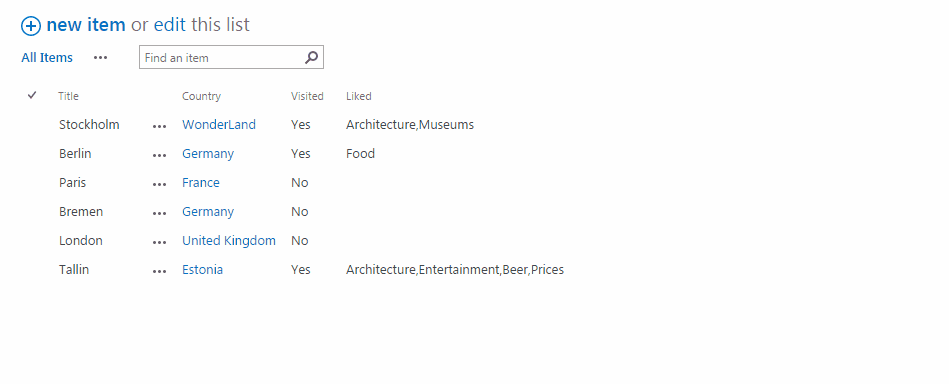 new item or edit this list
All Items ••• Find an item
Title Country Visited Liked
Stockholm ••• WonderLand Yes Architecture,Museums
Berlin ••• Germany Yes Food
Paris ••• France No
Bremen ••• Germany No
London ••• United Kingdom No
Tallin ••• Estonia Yes Architecture,Entertainment,Beer,Prices